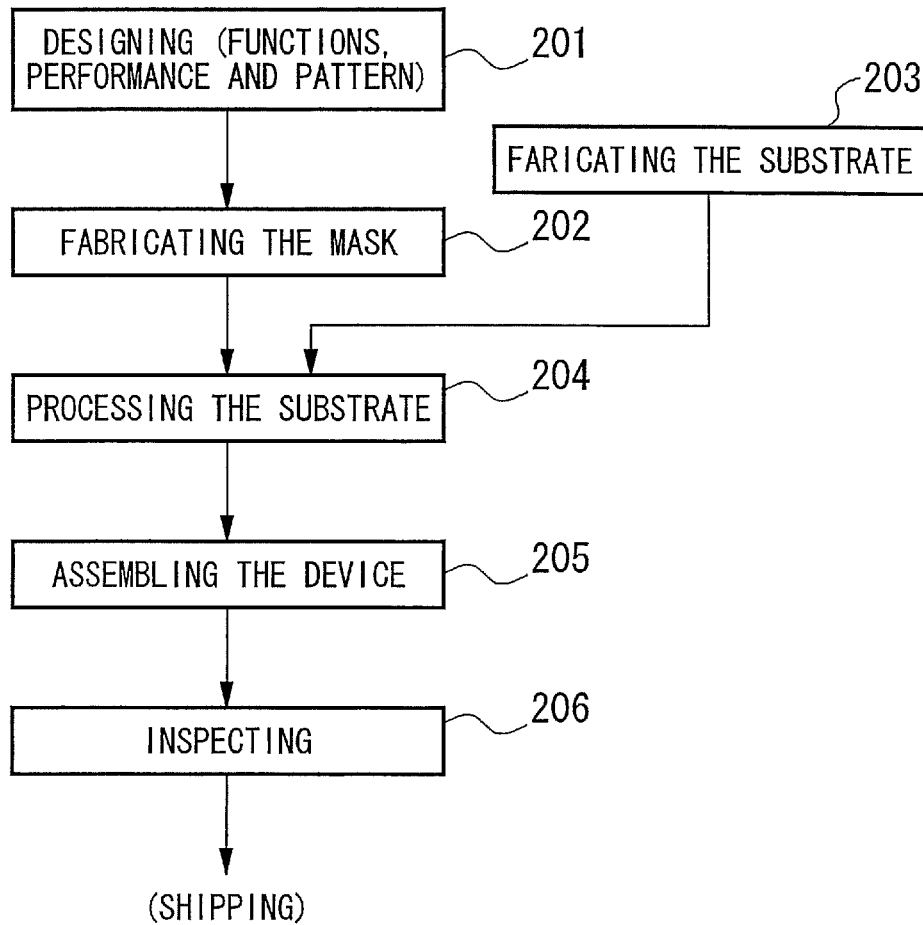 DESIGNING (FUNCTIONS,
PERFORMANCE AND PATTERN)
201
203
FARICATING THE SUBSTRATE
FABRICATING THE MASK
202
PROCESSING THE SUBSTRATE
204
ASSEMBLING THE DEVICE
205
INSPECTING
206
(SHIPPING)